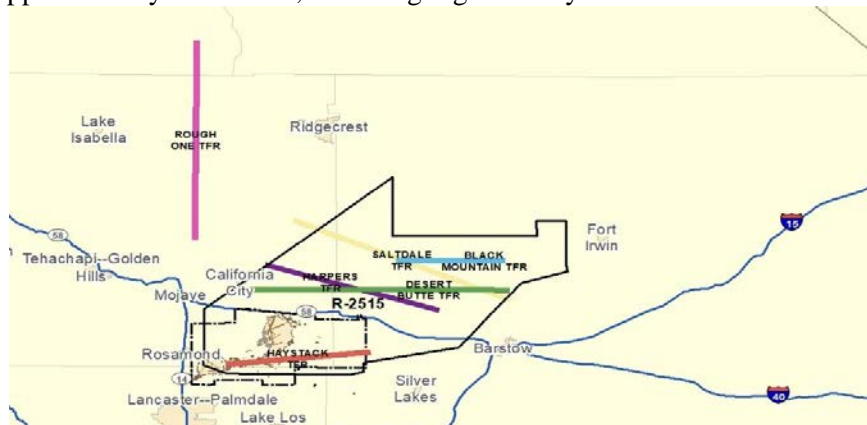 Lake
Isabella
ROUGH
ONE TFR
Ridgecrest
58
Tehachapi--Golden
Hills
Mojave
California
City
SALTDALE
TFR
BLACK
MOUNTAIN TFR
Fort
Irwin
15
HARPERS
TFR
DESERT
BUTTE TFR
R-2515
58
Rosamond
HAYSTACK
TFR
Barstow
14
Silver
Lakes
40
Lancaster--Palmdale
Lake Los